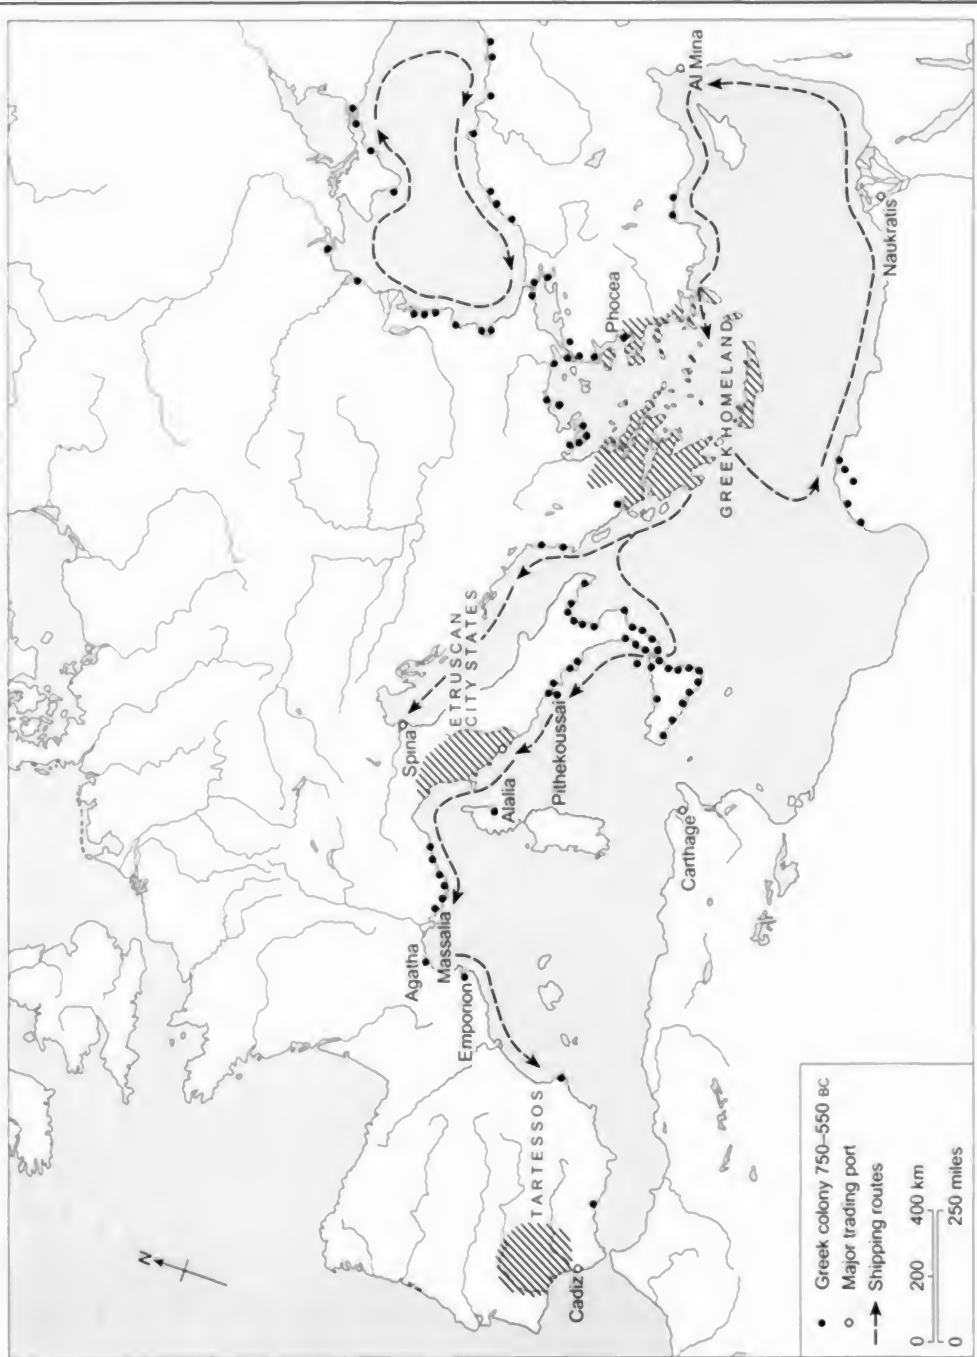 N
Agatha
Massalia
Emporion
TARTESSOS
Cadiz
Spina
ETRUSCAN
CITY STATES
Alalia
Pithekoussai
Carthage
Phocea
GREEK HOMELAND
Al Mina
Naukratis
Greek colony 750–550 BC
Major trading port
Shipping routes
0 200 400 km
0 250 miles